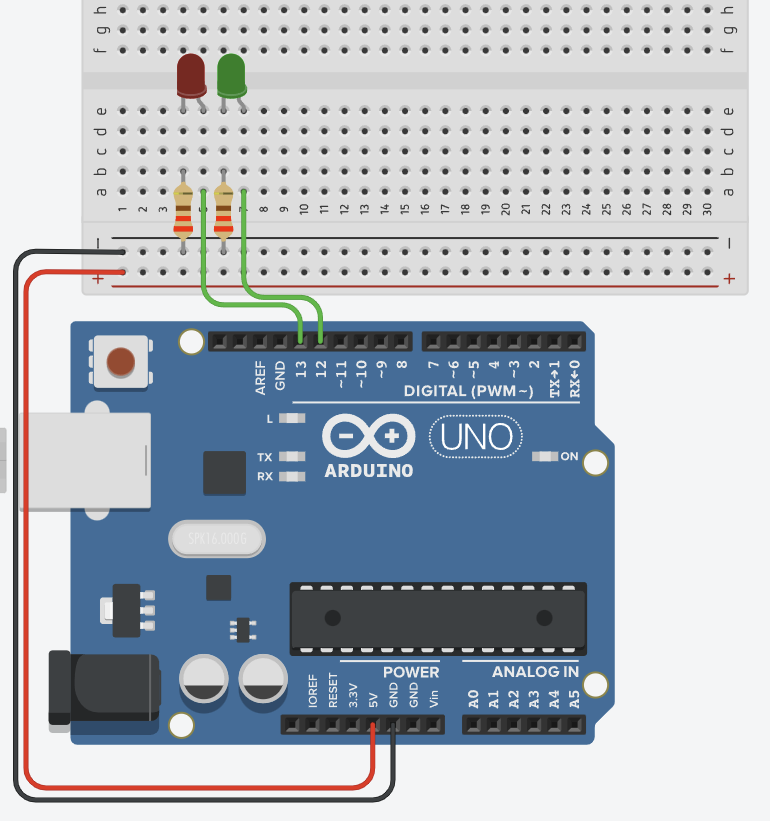 h h
g g
f f
e e
d d
c c
b b
a a
1 2 3 4 5 6 7 8 9 10 11 12 13 14 15 16 17 18 19 20 21 22 23 24 25 26 27 28 29 30
− −
+ +
AREF GND 13 12 ~11 ~10 ~9 8 7 ~6 ~5 4 ~3 2 TX→1 RX←0
DIGITAL (PWM~)
L
TX
RX
ARDUINO
UNO
ON
SPK16.000G
POWER ANALOG IN
IOREF RESET 3.3V 5V GND GND Vin A0 A1 A2 A3 A4 A5